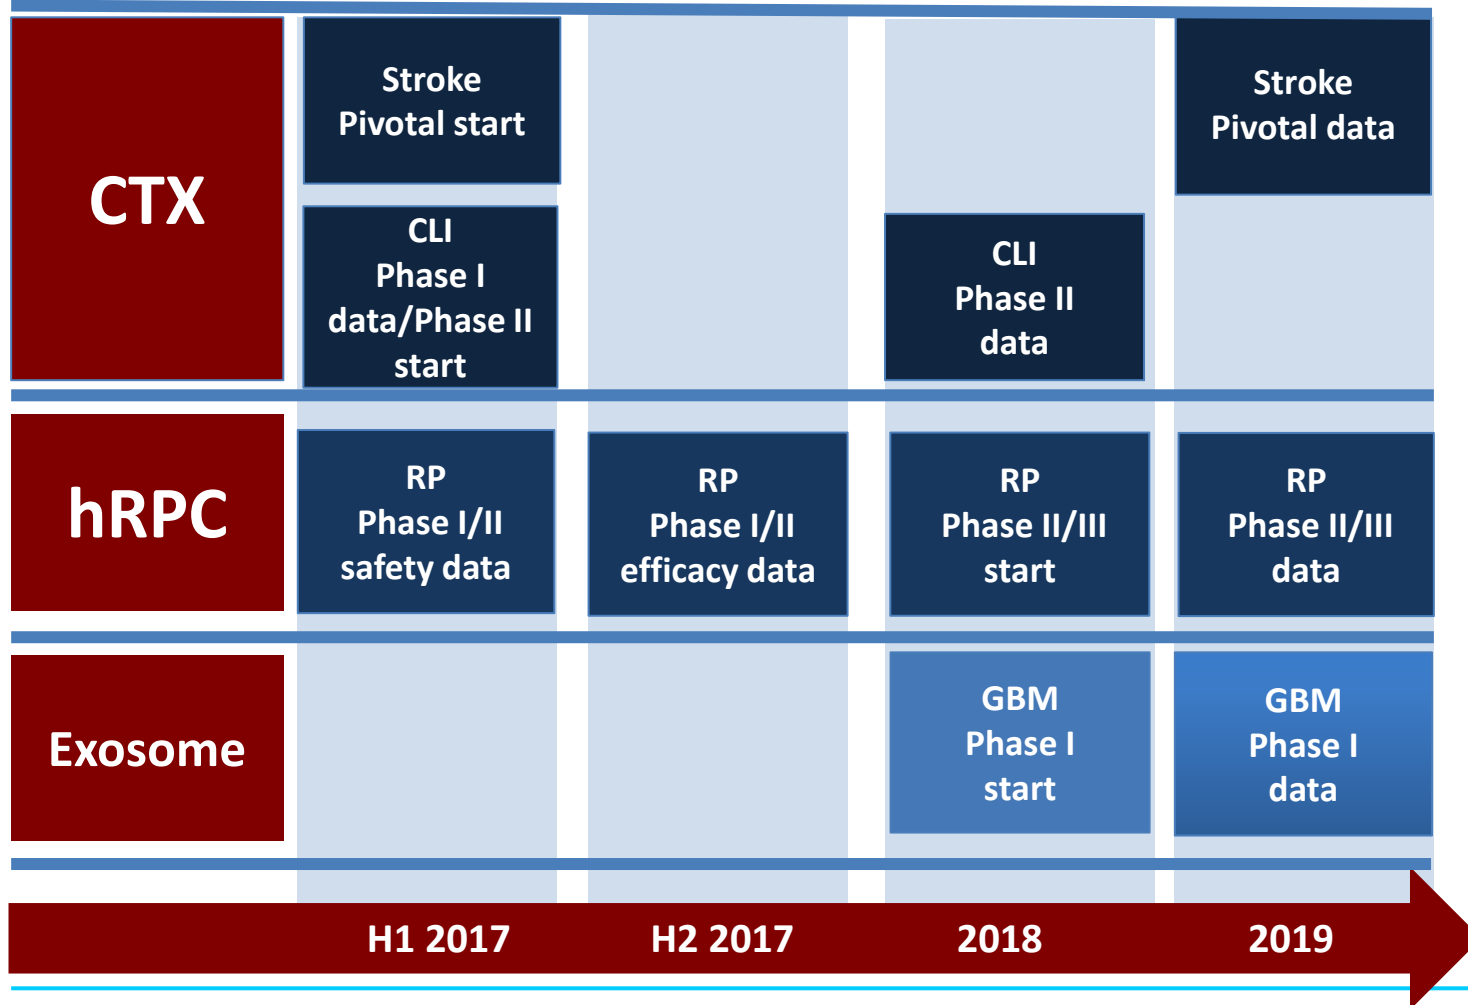 CTX
Stroke
Pivotal start
Stroke
Pivotal data
CLI
Phase I
data/Phase II
start
CLI
Phase II
data
hRPC
RP
Phase I/II
safety data
RP
Phase I/II
efficacy data
RP
Phase II/III
start
RP
Phase II/III
data
Exosome
GBM
Phase I
start
GBM
Phase I
data
H1 2017
H2 2017
2018
2019